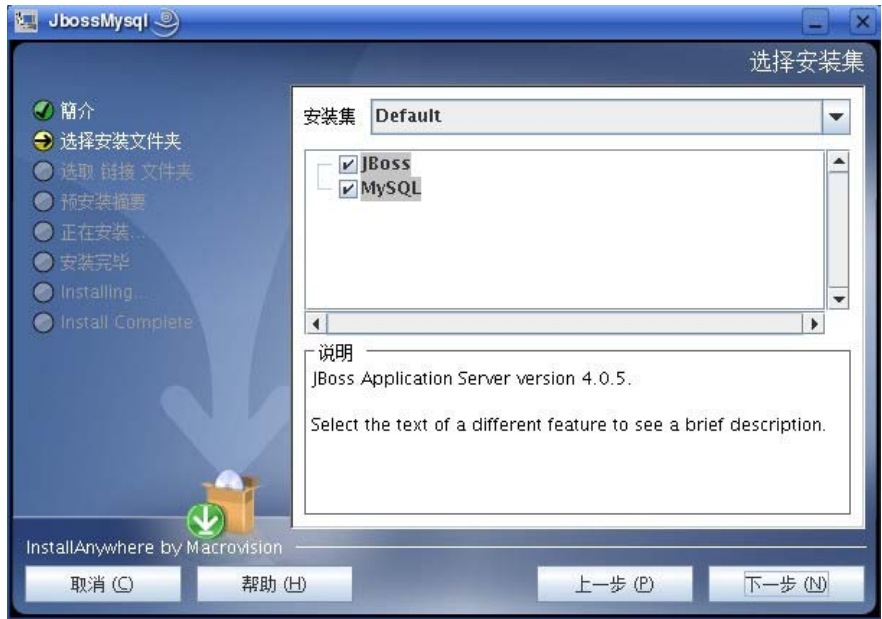 JbossMysql
选择安装集
簡介
选择安装文件夹
选取 链接 文件夹
预安装摘要
正在安装...
安装完毕
Installing...
Install Complete
安装集 Default
JBoss
MySQL
说明
JBoss Application Server version 4.0.5.
Select the text of a different feature to see a brief description.
InstallAnywhere by Macrovision
取消 (C) 帮助 (H) 上一步 (P) 下一步 (N)